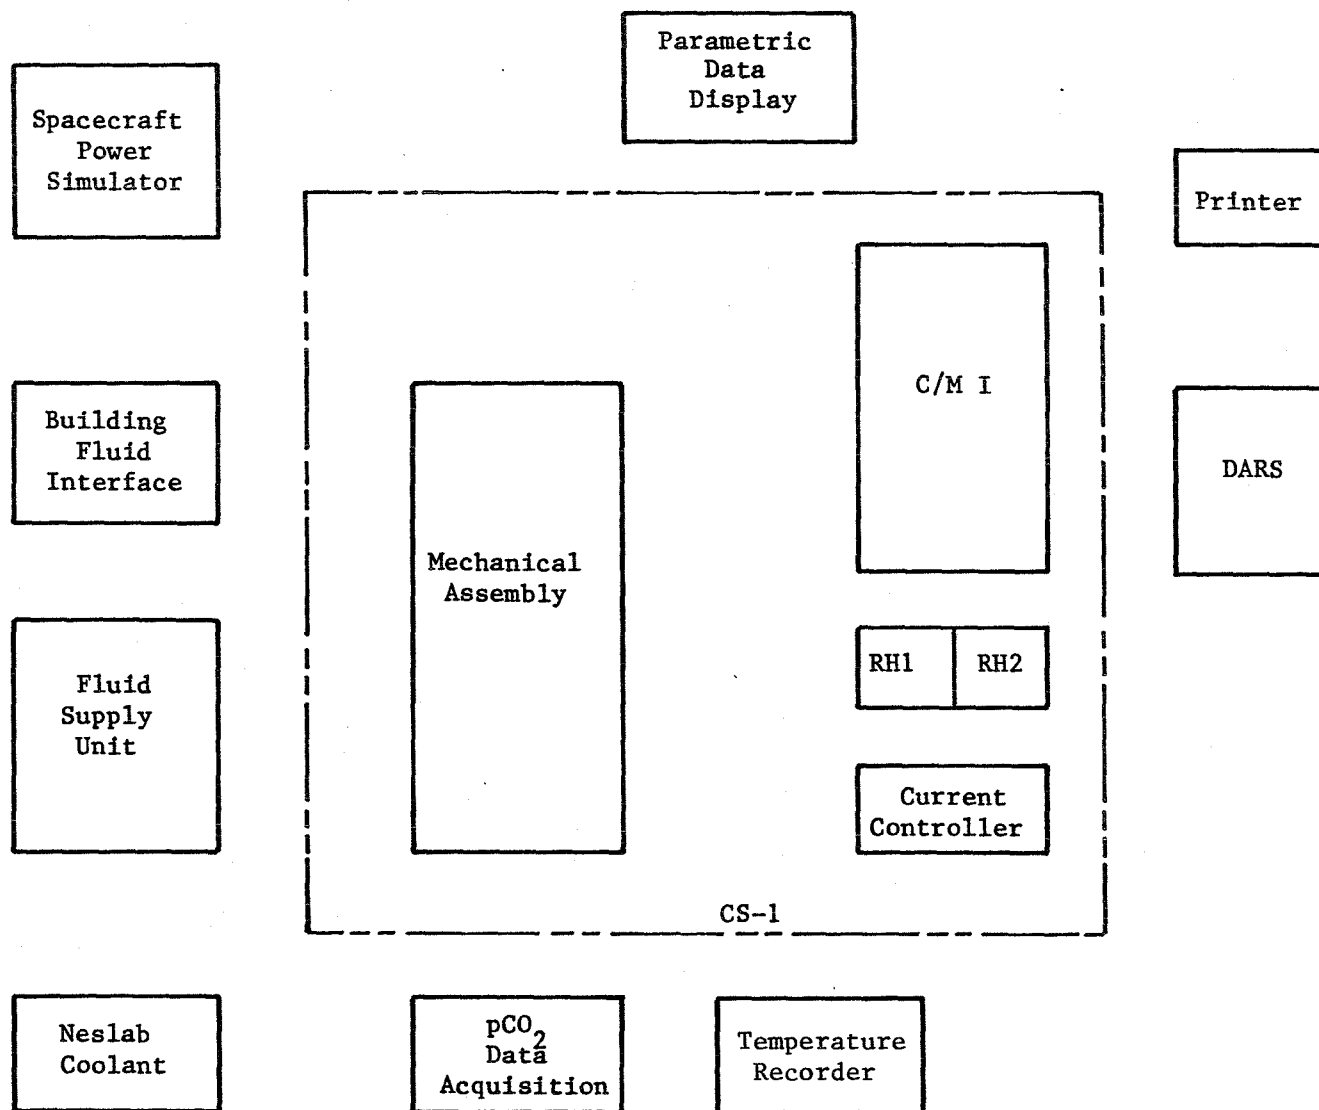 Parametric
Data
Display
Spacecraft
Power
Simulator
Printer
C/M I
Building
Fluid
Interface
DARS
Mechanical
Assembly
Fluid
Supply
Unit
RH1
RH2
Current
Controller
CS-1
Neslab
Coolant
pCO2
Data
Acquisition
Temperature
Recorder